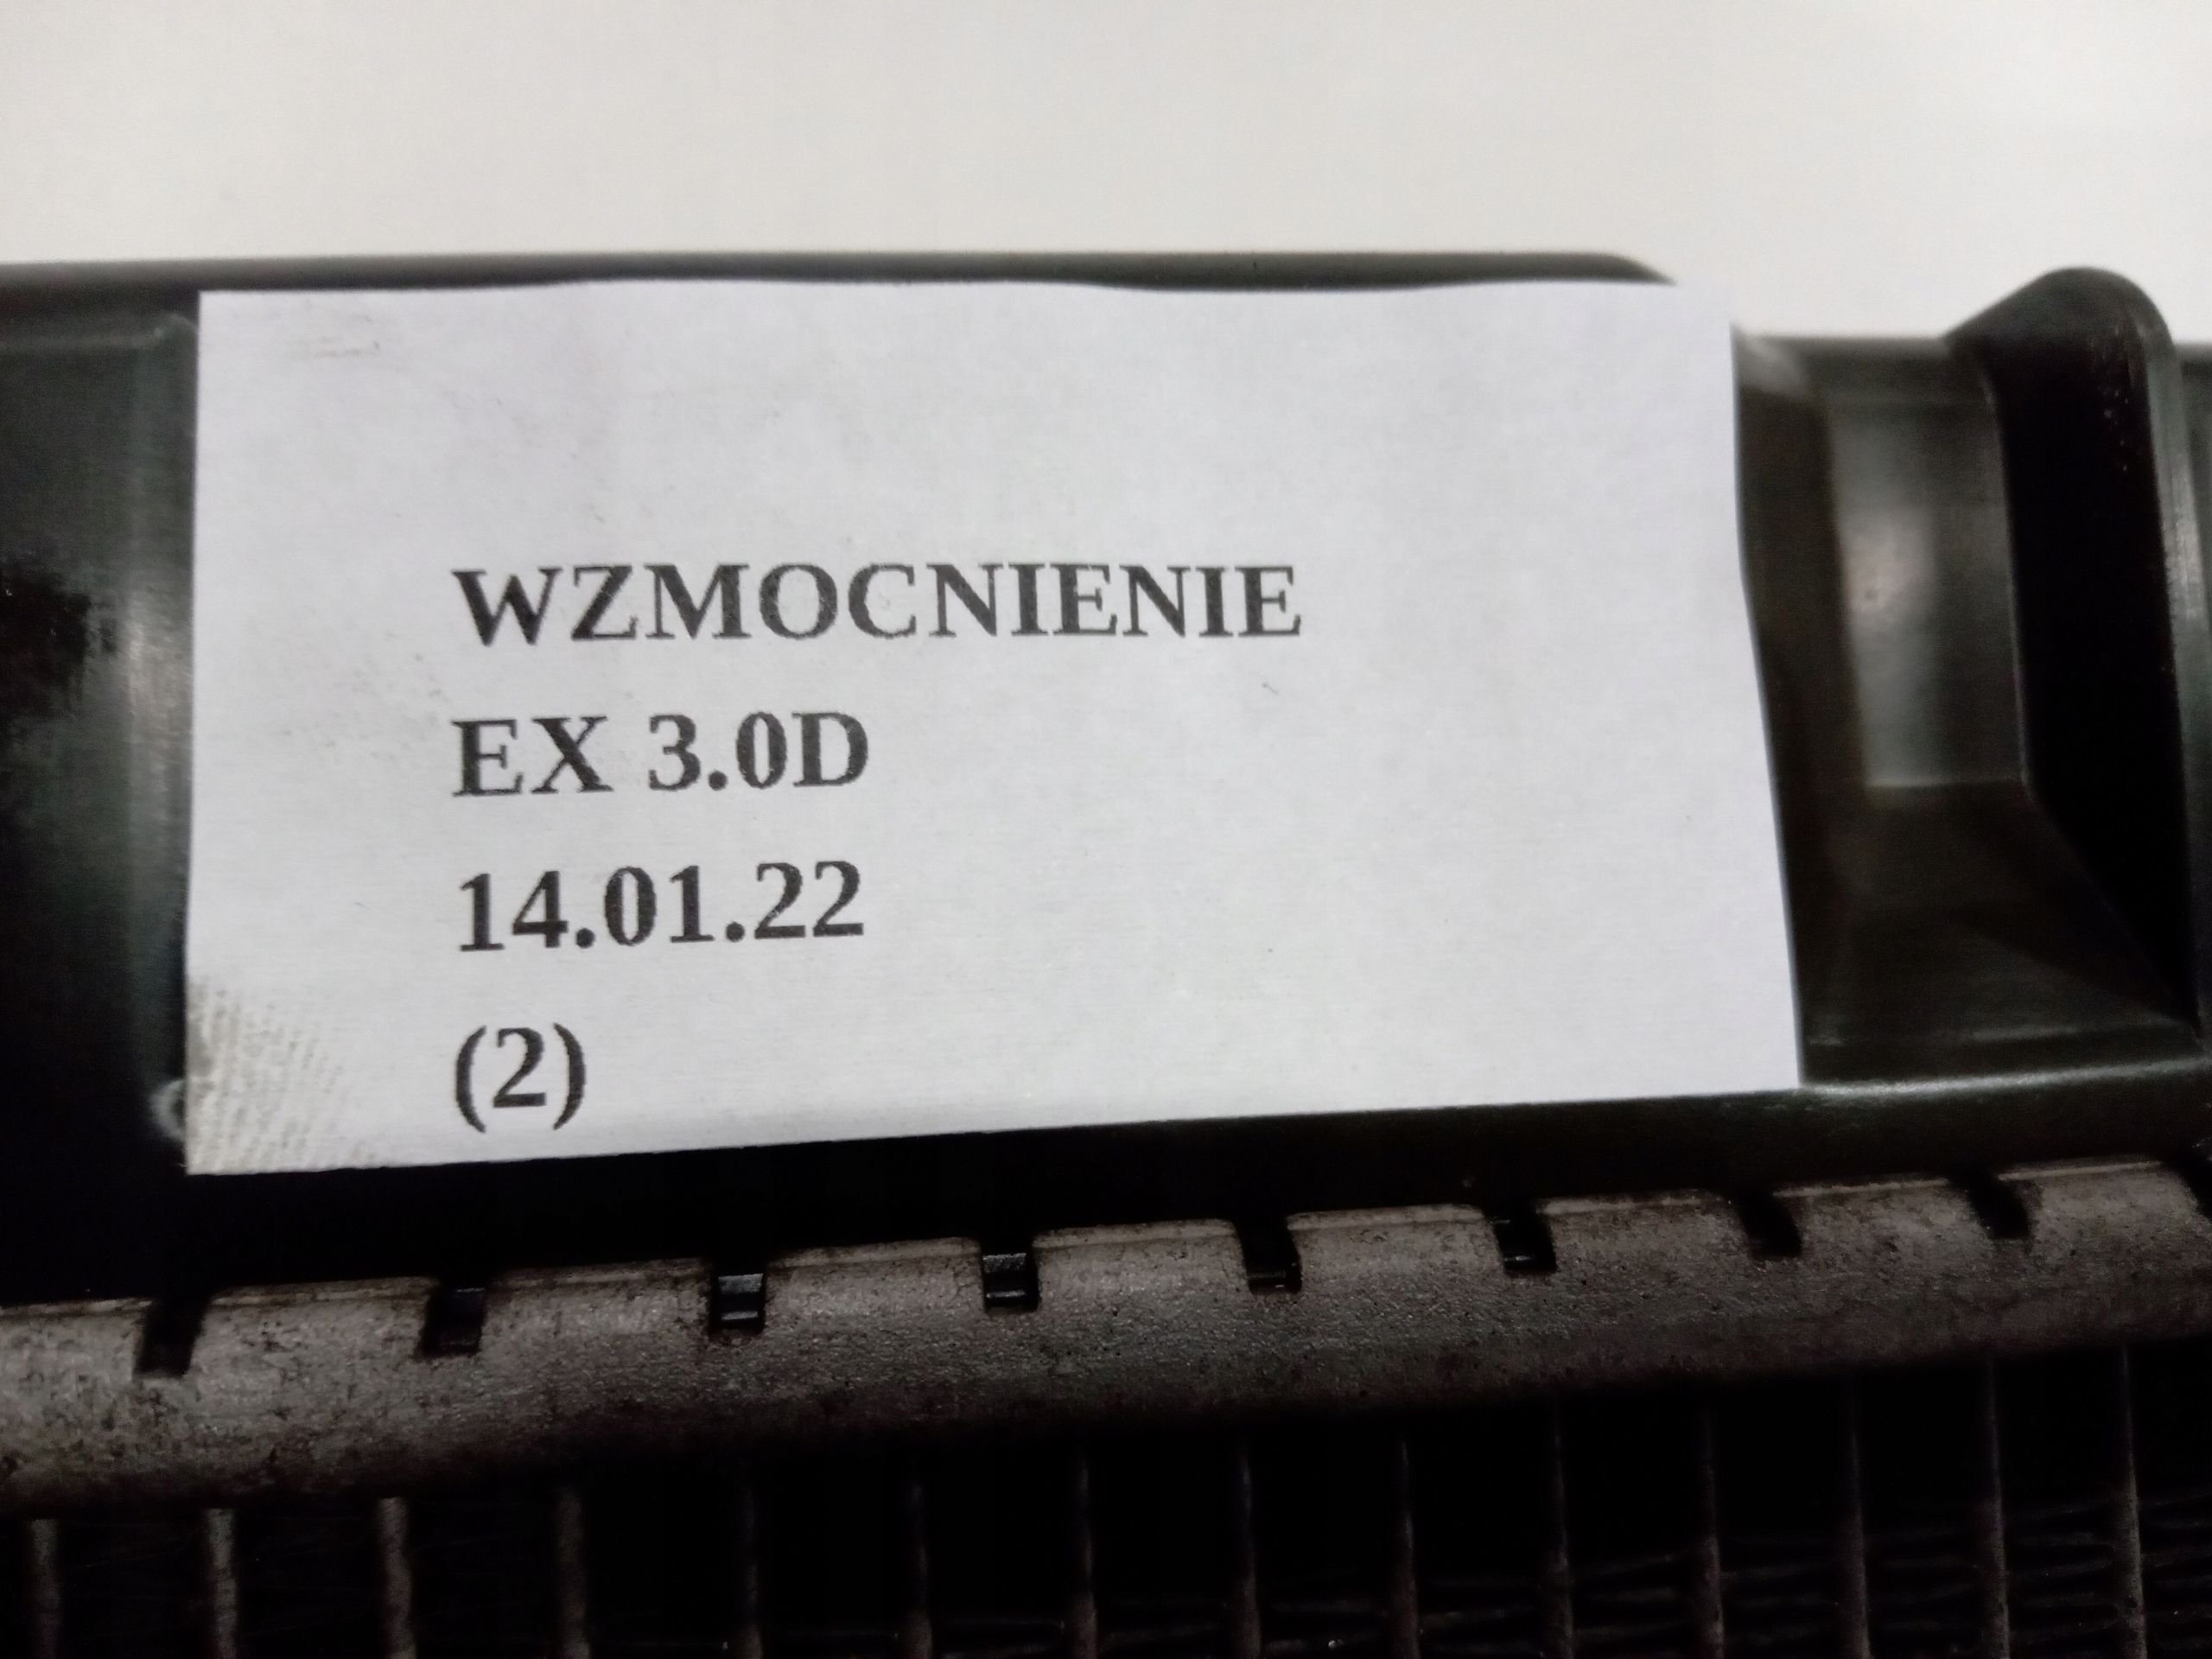 WZMOCNIENIE
EX 3.0D
14.01.22
(2)